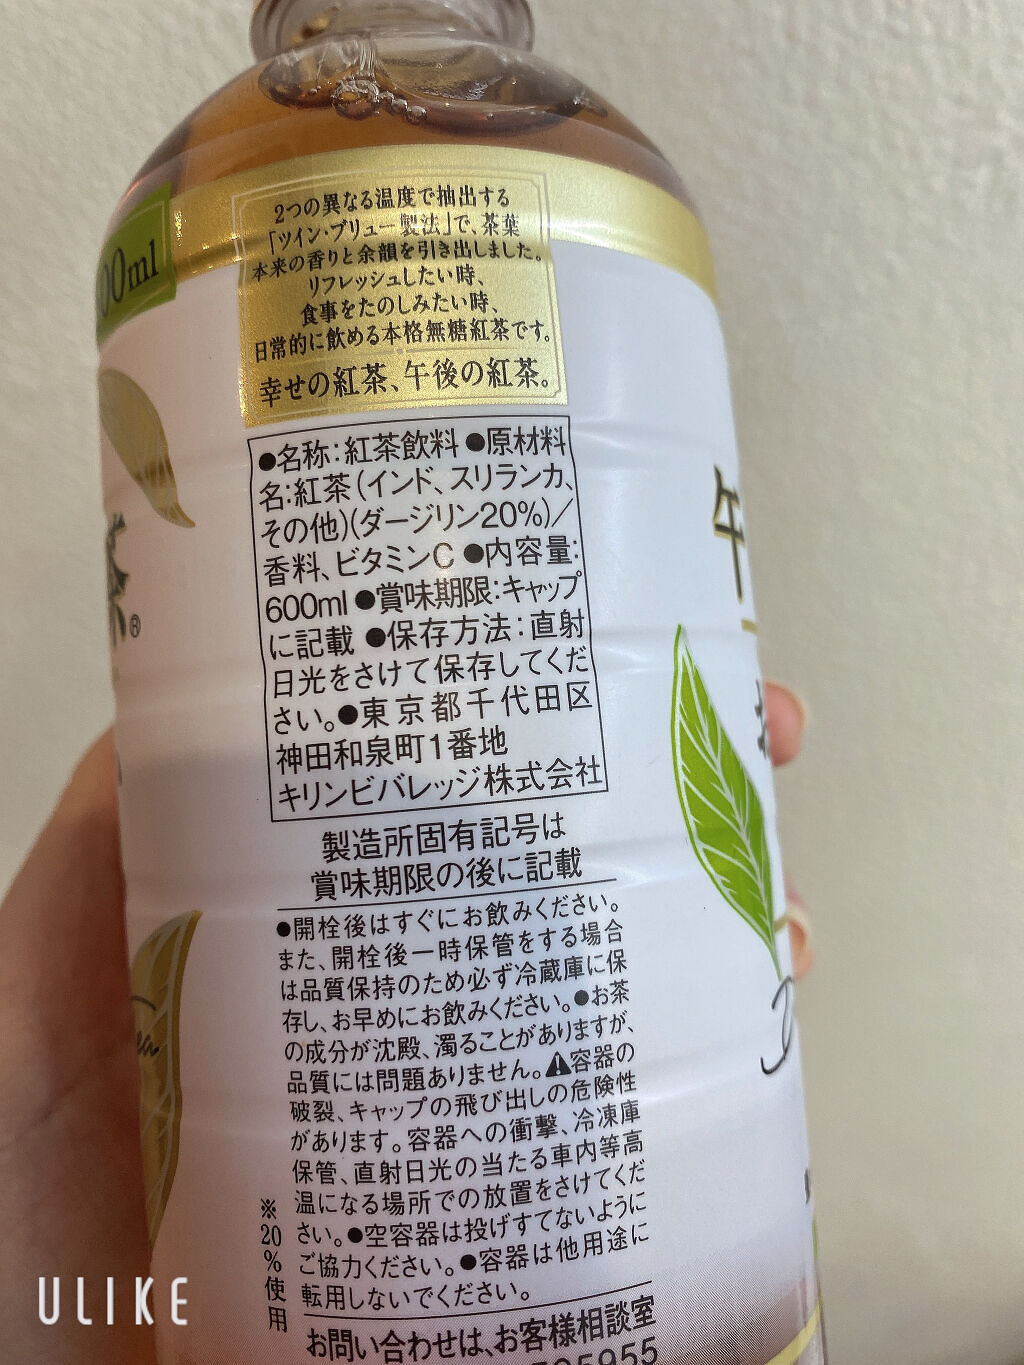 00ml
2つの異なる温度で抽出する
「ツイン・ブリュー製法」で、茶葉
本来の香りと余韻を引き出しました。
リフレッシュしたい時、
食事をたのしみたい時、
日常的に飲める本格無糖紅茶です。
幸せの紅茶、午後の紅茶。
●名称:紅茶飲料 ●原材料
名:紅茶(インド、スリランカ、
その他)(ダージリン20%)/
香料、ビタミンC ●内容量:
600ml ●賞味期限:キャップ
に記載 ●保存方法:直射
日光をさけて保存してくだ
さい。●東京都千代田区
神田和泉町1番地
キリンビバレッジ株式会社
製造所固有記号は
賞味期限の後に記載
●開栓後はすぐにお飲みください。
また、開栓後一時保管をする場合
は品質保持のため必ず冷蔵庫に保
存し、お早めにお飲みください。●お茶
の成分が沈殿、濁ることがありますが、
品質には問題ありません。⚠容器の
破裂、キャップの飛び出しの危険性
があります。容器への衝撃、冷凍庫
保管、直射日光の当たる車内等高
温になる場所での放置をさけてくだ
さい。●空容器は投げすてないように
ご協力ください。●容器は他用途に
転用しないでください。
※20%使用
お問い合わせは、お客様相談室
茶®
午
ULIKE